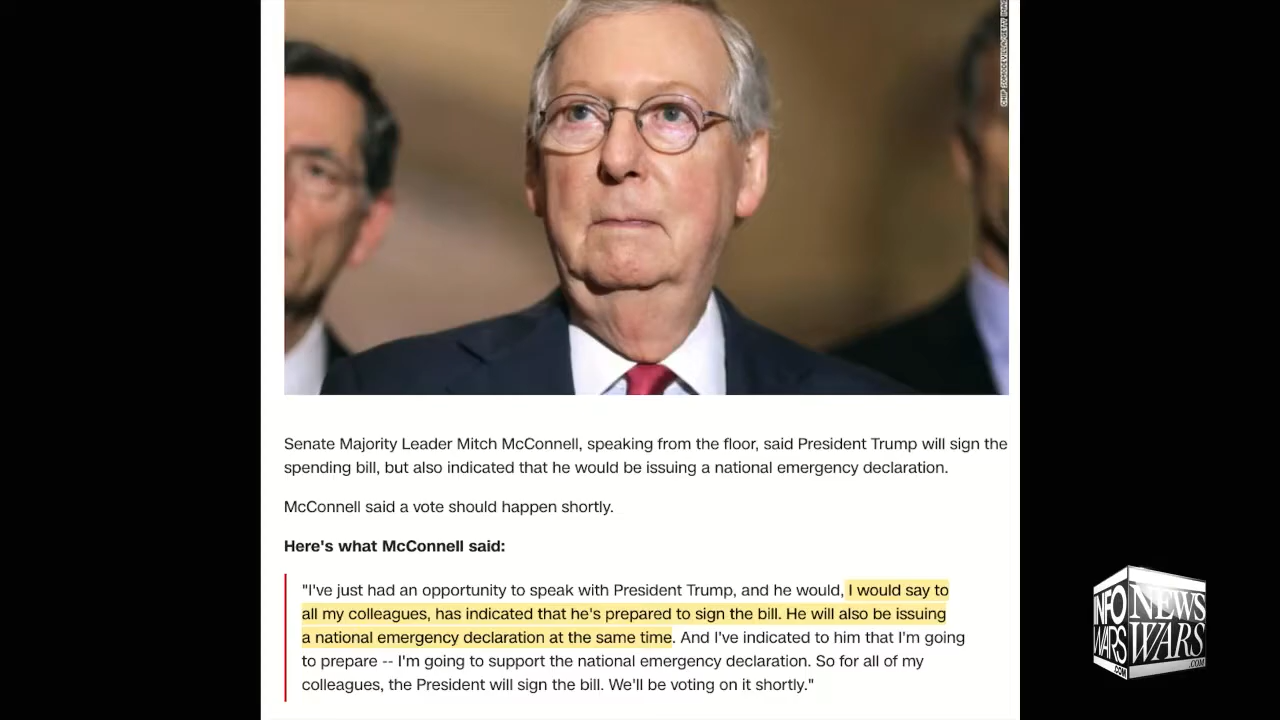 CHIP SOMODEVILLA/GETTY IMAG
Senate Majority Leader Mitch McConnell, speaking from the floor, said President Trump will sign the
spending bill, but also indicated that he would be issuing a national emergency declaration.
McConnell said a vote should happen shortly.
Here's what McConnell said:
"I've just had an opportunity to speak with President Trump, and he would, I would say to
all my colleagues, has indicated that he's prepared to sign the bill. He will also be issuing
a national emergency declaration at the same time. And I've indicated to him that I'm going
to prepare -- I'm going to support the national emergency declaration. So for all of my
colleagues, the President will sign the bill. We'll be voting on it shortly."
INFO
WARS
.COM
NEWS
WARS
.COM